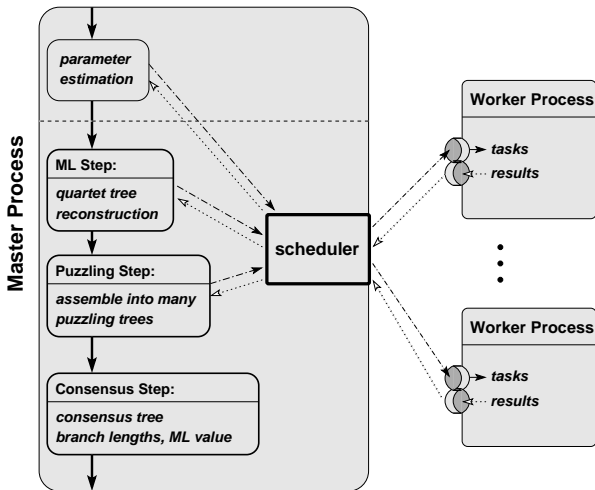 Master Process
parameter
estimation
ML Step:
quartet tree
reconstruction
Puzzling Step:
assemble into many
puzzling trees
Consensus Step:
consensus tree
branch lengths, ML value
scheduler
Worker Process
tasks
results
Worker Process
tasks
results